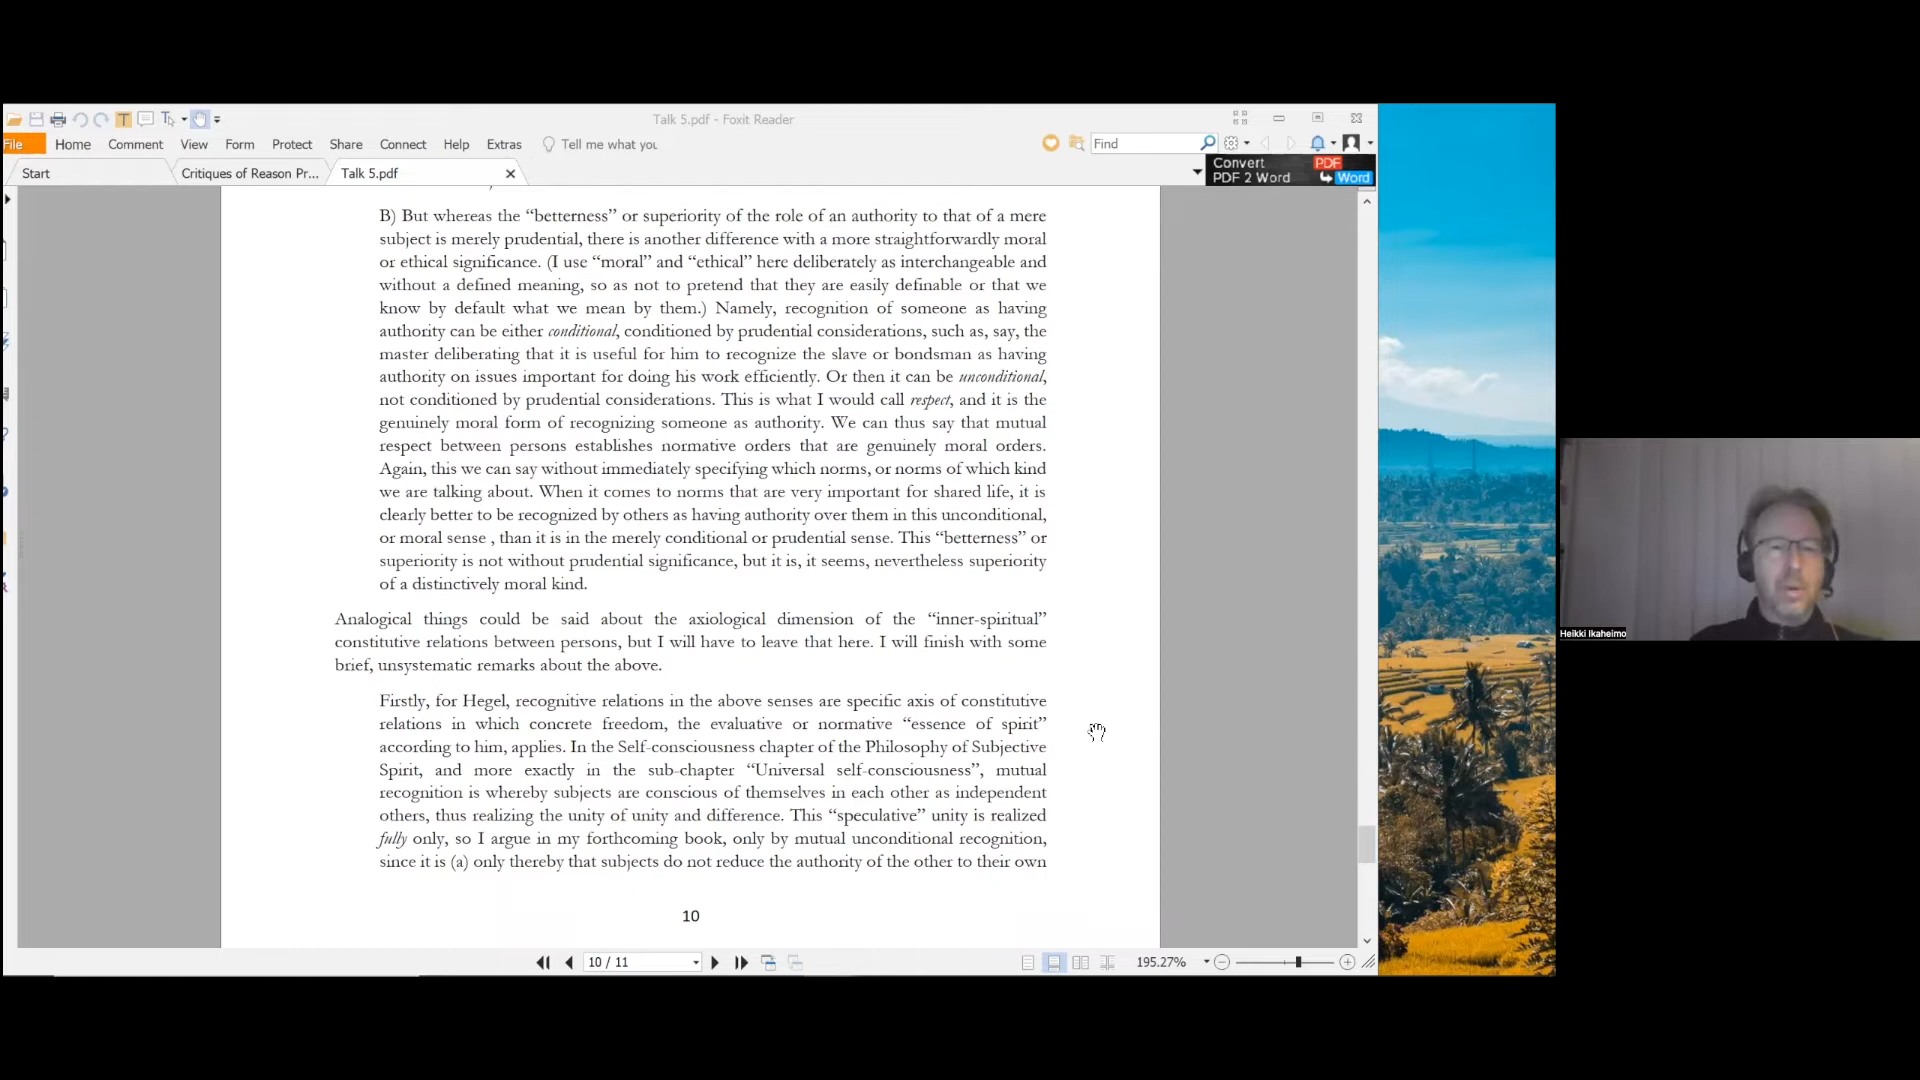 Talk 5.pdf - Foxit Reader
File Home Comment View Form Protect Share Connect Help Extras Tell me what you Find
Start Critiques of Reason Pr... Talk 5.pdf
Convert PDF
PDF 2 Word Word
B) But whereas the “betterness” or superiority of the role of an authority to that of a mere
subject is merely prudential, there is another difference with a more straightforwardly moral
or ethical significance. (I use “moral” and “ethical” here deliberately as interchangeable and
without a defined meaning, so as not to pretend that they are easily definable or that we
know by default what we mean by them.) Namely, recognition of someone as having
authority can be either conditional, conditioned by prudential considerations, such as, say, the
master deliberating that it is useful for him to recognize the slave or bondsman as having
authority on issues important for doing his work efficiently. Or then it can be unconditional,
not conditioned by prudential considerations. This is what I would call respect, and it is the
genuinely moral form of recognizing someone as authority. We can thus say that mutual
respect between persons establishes normative orders that are genuinely moral orders.
Again, this we can say without immediately specifying which norms, or norms of which kind
we are talking about. When it comes to norms that are very important for shared life, it is
clearly better to be recognized by others as having authority over them in this unconditional,
or moral sense , than it is in the merely conditional or prudential sense. This “betterness” or
superiority is not without prudential significance, but it is, it seems, nevertheless superiority
of a distinctively moral kind.
Analogical things could be said about the axiological dimension of the “inner-spiritual”
constitutive relations between persons, but I will have to leave that here. I will finish with some
brief, unsystematic remarks about the above.
Firstly, for Hegel, recognitive relations in the above senses are specific axis of constitutive
relations in which concrete freedom, the evaluative or normative “essence of spirit”
according to him, applies. In the Self-consciousness chapter of the Philosophy of Subjective
Spirit, and more exactly in the sub-chapter “Universal self-consciousness”, mutual
recognition is whereby subjects are conscious of themselves in each other as independent
others, thus realizing the unity of unity and difference. This “speculative” unity is realized
fully only, so I argue in my forthcoming book, only by mutual unconditional recognition,
since it is (a) only thereby that subjects do not reduce the authority of the other to their own
10
10 / 11
195.27%
Heikki Ikaheimo